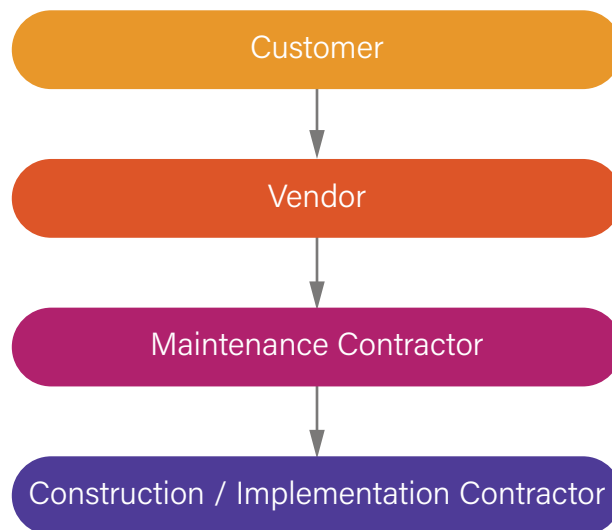 Customer
Vendor
Maintenance Contractor
Construction / Implementation Contractor